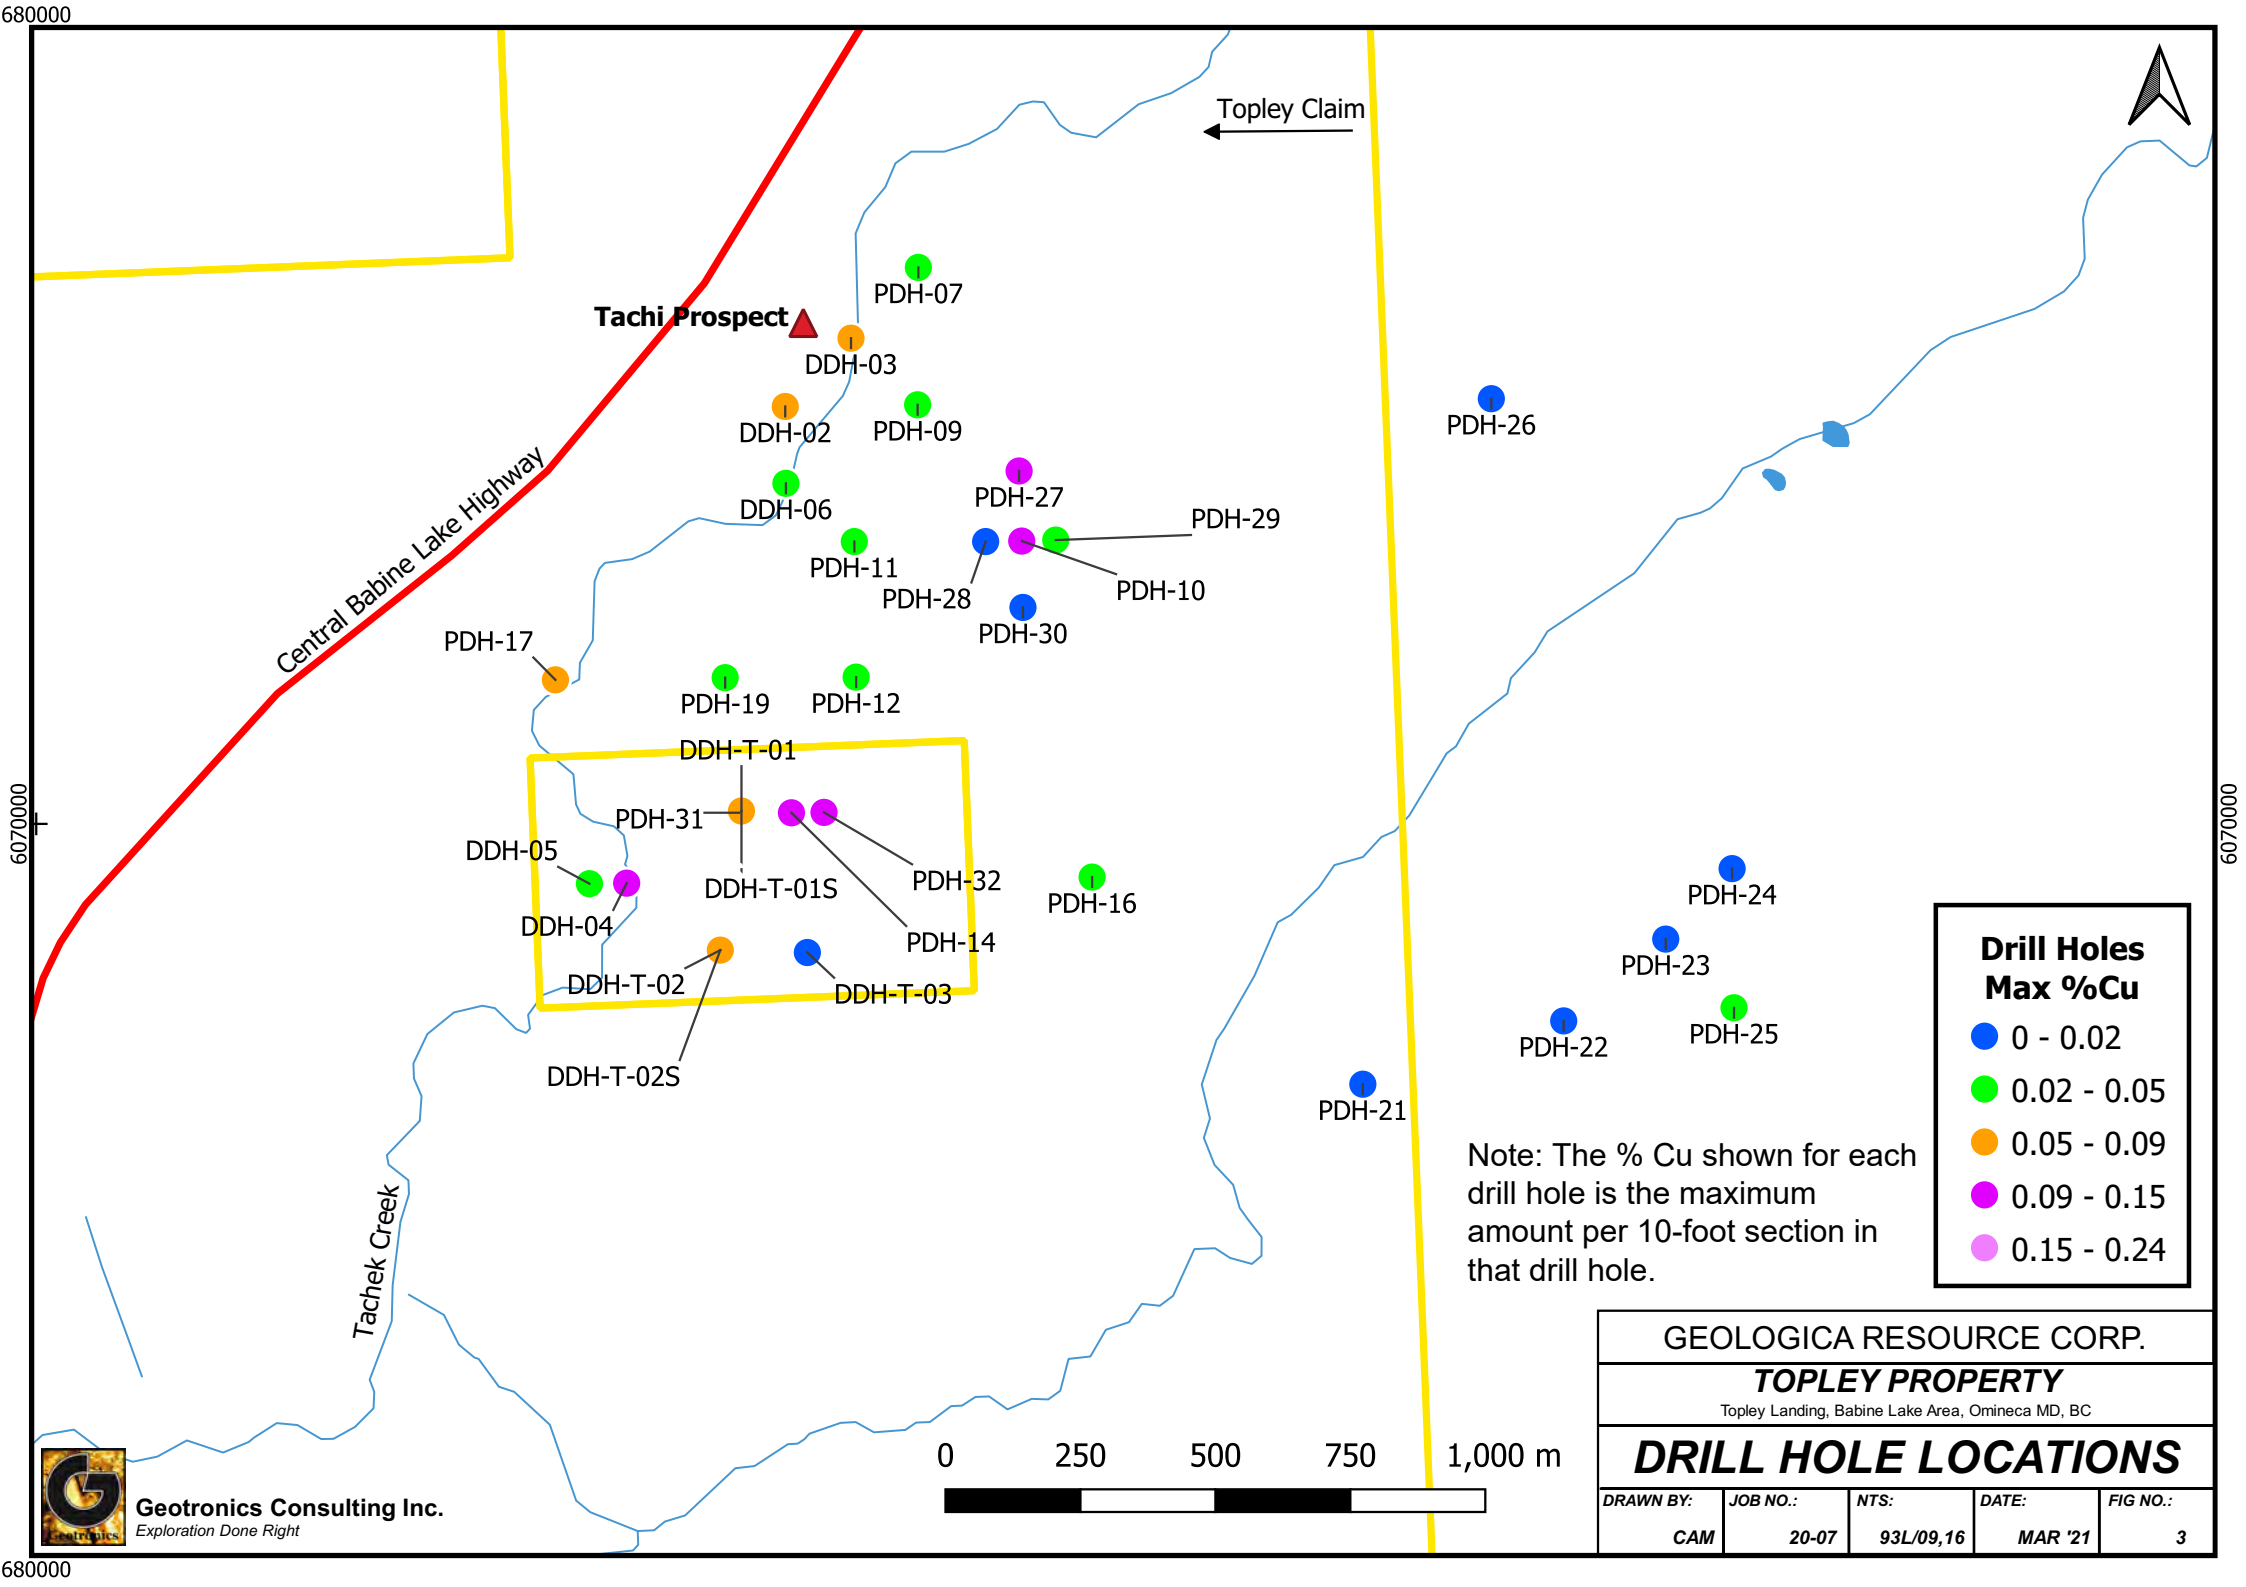 680000
Topley Claim
PDH-07
Tachi Prospect
DDH-03
DDH-02
PDH-09
PDH-26
Central Babine Lake Highway
PDH-27
DDH-06
PDH-29
PDH-11
PDH-28
PDH-10
PDH-30
PDH-17
PDH-19
PDH-12
DDH-T-01
6070000
6070000
PDH-31
DDH-05
DDH-T-01S
PDH-32
PDH-16
PDH-24
DDH-04
PDH-14
PDH-23
DDH-T-02
DDH-T-03
PDH-22
PDH-25
DDH-T-02S
PDH-21
Drill Holes
Max %Cu
0 - 0.02
0.02 - 0.05
0.05 - 0.09
0.09 - 0.15
0.15 - 0.24
Note: The % Cu shown for each
drill hole is the maximum
amount per 10-foot section in
that drill hole.
Tachek Creek
GEOLOGICA RESOURCE CORP.
TOPLEY PROPERTY
Topley Landing, Babine Lake Area, Omineca MD, BC
DRILL HOLE LOCATIONS
DRAWN BY: JOB NO.: NTS: DATE: FIG NO.:
CAM 20-07 93L/09,16 MAR '21 3
0 250 500 750 1,000 m
Geotronics
Geotronics Consulting Inc.
Exploration Done Right
680000